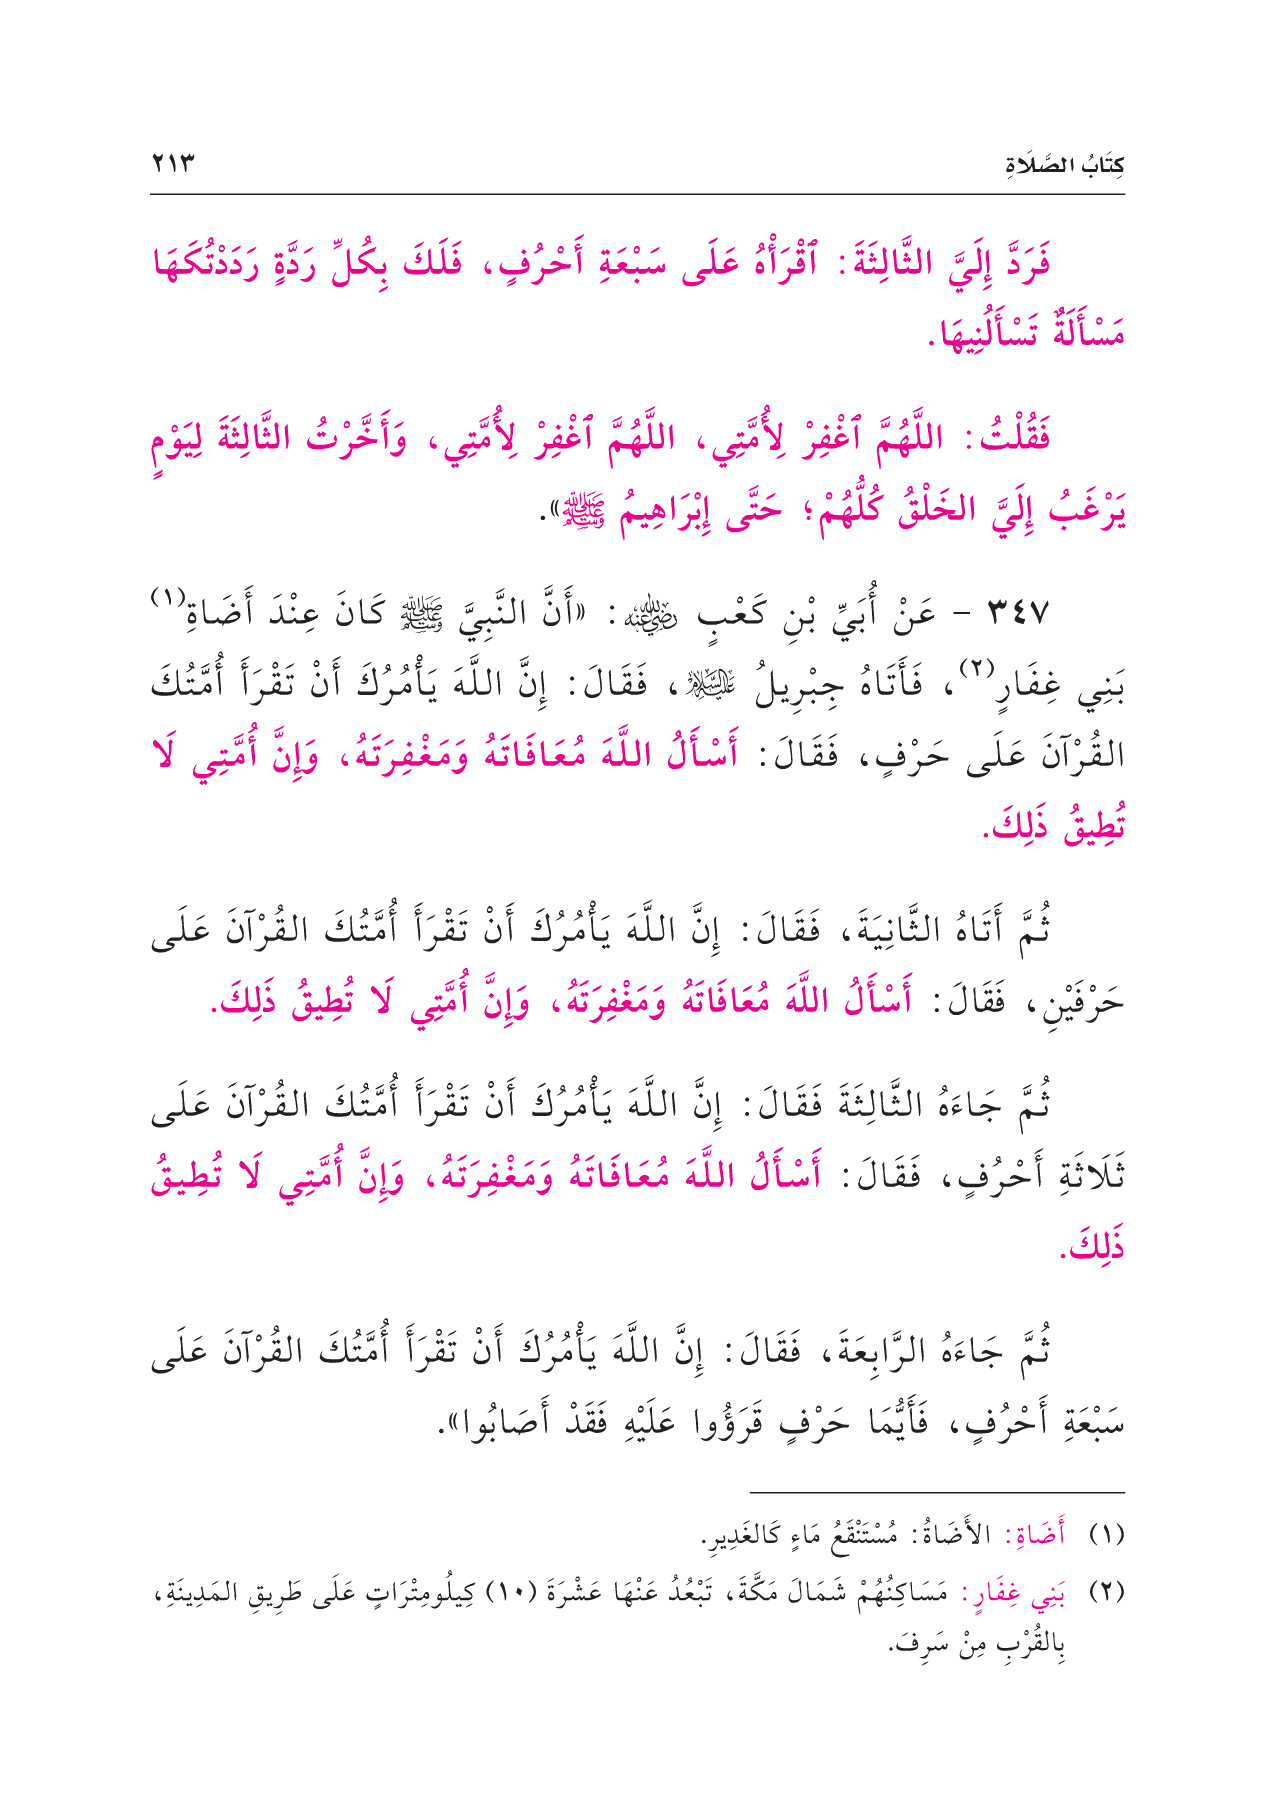 كِتَابُ الصَّلَاةِ ٢١٣
فَرَدَّ إِلَيَّ الثَّالِثَةَ: ٱقْرَأْهُ عَلَى سَبْعَةِ أَحْرُفٍ، فَلَكَ بِكُلِّ رَدَّةٍ رَدَدْتُكَهَا
مَسْأَلَةٌ تَسْأَلُنِيهَا.
فَقُلْتُ: اللَّهُمَّ ٱغْفِرْ لِأُمَّتِي، اللَّهُمَّ ٱغْفِرْ لِأُمَّتِي، وَأَخَّرْتُ الثَّالِثَةَ لِيَوْمٍ
يَرْغَبُ إِلَيَّ الخَلْقُ كُلُّهُمْ؛ حَتَّى إِبْرَاهِيمُ ﷺ».
٣٤٧ - عَنْ أُبَيِّ بْنِ كَعْبٍ رضي الله عنه: «أَنَّ النَّبِيَّ ﷺ كَانَ عِنْدَ أَضَاةِ(١)
بَنِي غِفَارٍ(٢)، فَأَتَاهُ جِبْرِيلُ عليه السلام، فَقَالَ: إِنَّ اللَّهَ يَأْمُرُكَ أَنْ تَقْرَأَ أُمَّتُكَ
القُرْآنَ عَلَى حَرْفٍ، فَقَالَ: أَسْأَلُ اللَّهَ مُعَافَاتَهُ وَمَغْفِرَتَهُ، وَإِنَّ أُمَّتِي لَا
تُطِيقُ ذَلِكَ.
ثُمَّ أَتَاهُ الثَّانِيَةَ، فَقَالَ: إِنَّ اللَّهَ يَأْمُرُكَ أَنْ تَقْرَأَ أُمَّتُكَ القُرْآنَ عَلَى
حَرْفَيْنِ، فَقَالَ: أَسْأَلُ اللَّهَ مُعَافَاتَهُ وَمَغْفِرَتَهُ، وَإِنَّ أُمَّتِي لَا تُطِيقُ ذَلِكَ.
ثُمَّ جَاءَهُ الثَّالِثَةَ فَقَالَ: إِنَّ اللَّهَ يَأْمُرُكَ أَنْ تَقْرَأَ أُمَّتُكَ القُرْآنَ عَلَى
ثَلَاثَةِ أَحْرُفٍ، فَقَالَ: أَسْأَلُ اللَّهَ مُعَافَاتَهُ وَمَغْفِرَتَهُ، وَإِنَّ أُمَّتِي لَا تُطِيقُ
ذَلِكَ.
ثُمَّ جَاءَهُ الرَّابِعَةَ، فَقَالَ: إِنَّ اللَّهَ يَأْمُرُكَ أَنْ تَقْرَأَ أُمَّتُكَ القُرْآنَ عَلَى
سَبْعَةِ أَحْرُفٍ، فَأَيُّمَا حَرْفٍ قَرَؤُوا عَلَيْهِ فَقَدْ أَصَابُوا».
(١) أَضَاةِ: الأَضَاةُ: مُسْتَنْقَعُ مَاءٍ كَالغَدِيرِ.
(٢) بَنِي غِفَارٍ: مَسَاكِنُهُمْ شَمَالَ مَكَّةَ، تَبْعُدُ عَنْهَا عَشْرَةَ (١٠) كِيلُومِتْرَاتٍ عَلَى طَرِيقِ المَدِينَةِ،
بِالقُرْبِ مِنْ سَرِفَ.